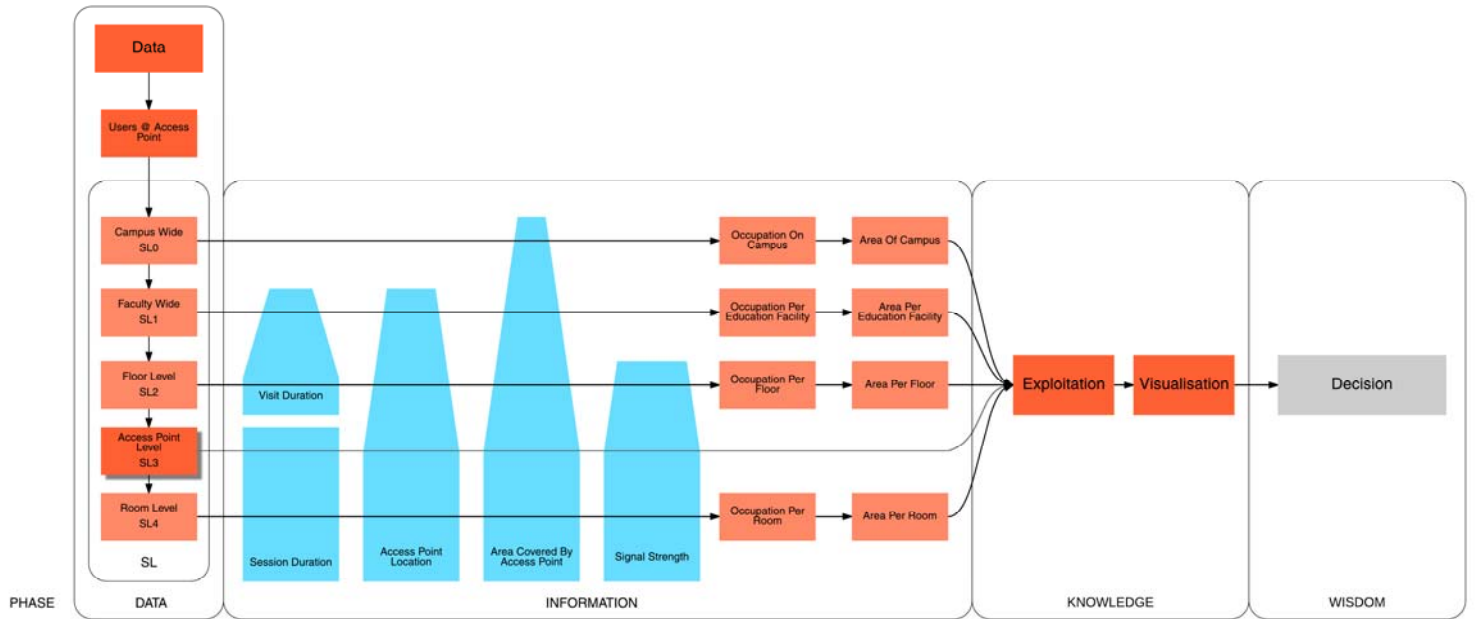 Data
Users @ Access
Point
Campus Wide
SL0
Faculty Wide
SL1
Floor Level
SL2
Access Point
Level
SL3
Room Level
SL4
SL
Visit Duration
Session Duration
Access Point
Location
Area Covered By
Access Point
Signal Strength
Occupation On
Campus
Area Of Campus
Occupation Per
Education Facility
Area Per
Education Facility
Occupation Per
Floor
Area Per Floor
Occupation Per
Room
Area Per Room
Exploitation
Visualisation
Decision
PHASE
DATA
INFORMATION
KNOWLEDGE
WISDOM